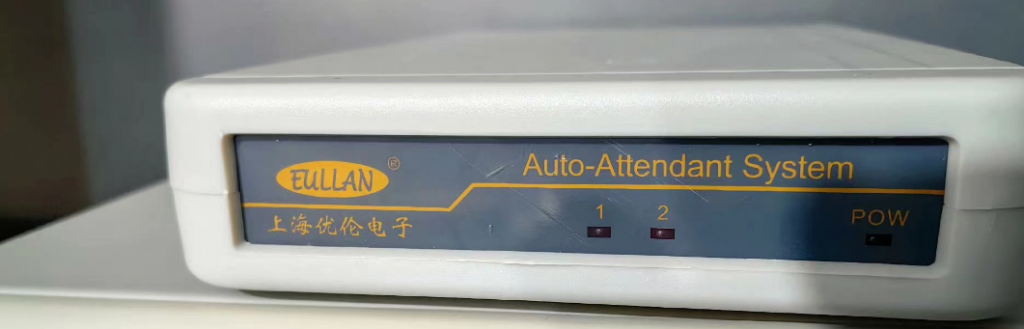 EULLAN®
Auto-Attendant System
上海优伦电子
1 2
POW